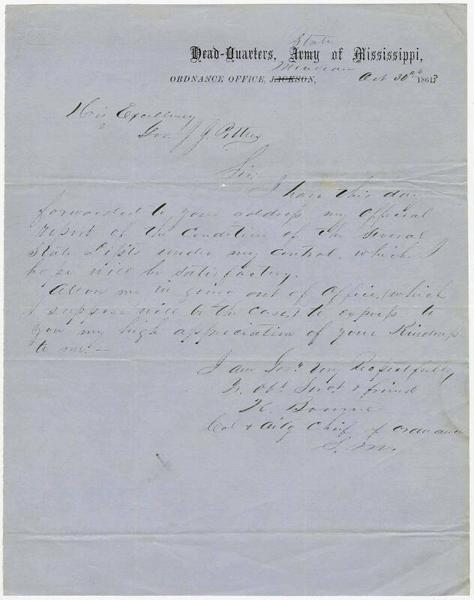 State
Head-Quarters, Army of Mississippi,
Meridian
ORDNANCE OFFICE, JACKSON, Oct 30th 1863
His Excellency
Gov. J. J. Pettus
Sir
I have this day
forwarded to your address my Official
report of the Condition of the Several
State under my control, which I
hope will be satisfactory.
Allow me in going out of Office, (which
I suppose will be the case) to express to
you my high appreciation of your Kindness
to me.—
I am Gov. Very Respectfully
Yr. Obt. Servt. & friend
Col & Chief of Ordnance
S. M.